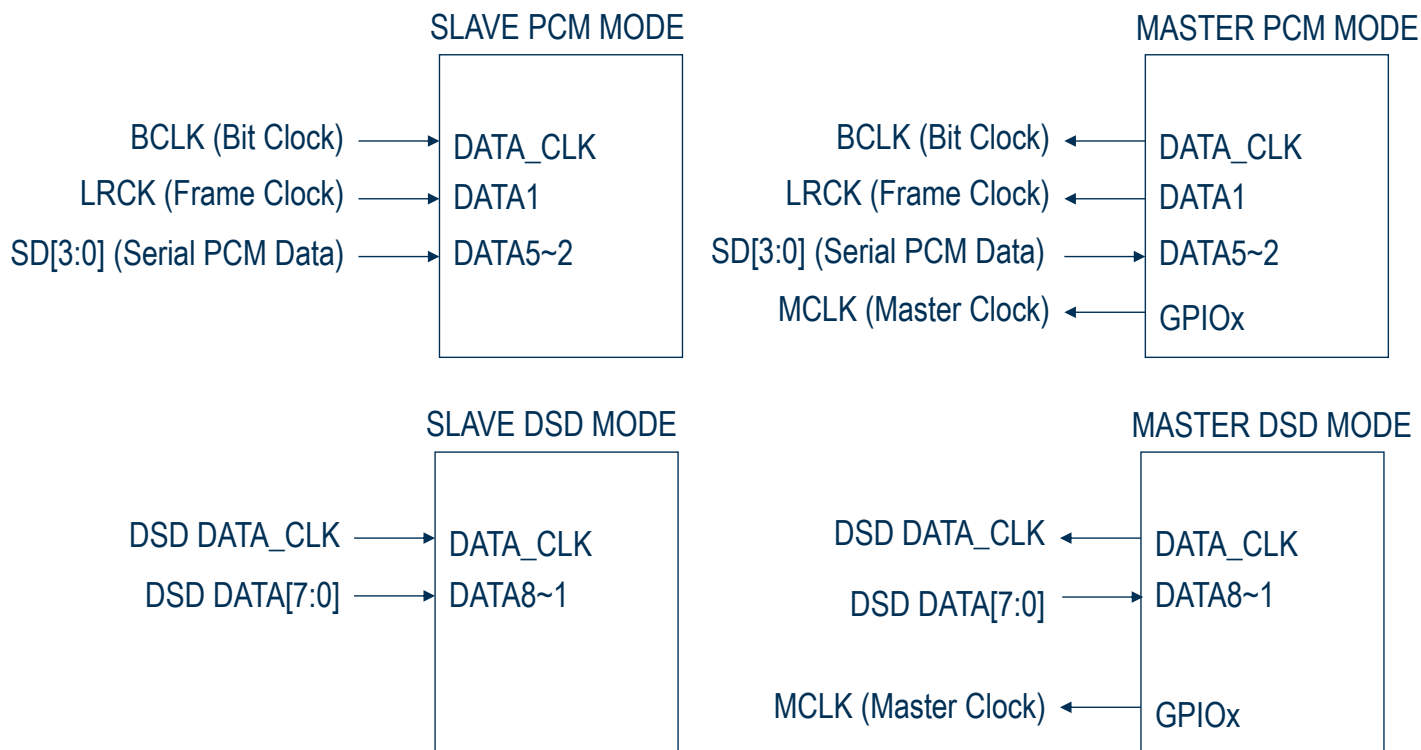 SLAVE PCM MODE
BCLK (Bit Clock)
DATA_CLK
LRCK (Frame Clock)
DATA1
SD[3:0] (Serial PCM Data)
DATA5~2
MASTER PCM MODE
BCLK (Bit Clock)
DATA_CLK
LRCK (Frame Clock)
DATA1
SD[3:0] (Serial PCM Data)
DATA5~2
MCLK (Master Clock)
GPIOx
SLAVE DSD MODE
DSD DATA_CLK
DATA_CLK
DSD DATA[7:0]
DATA8~1
MASTER DSD MODE
DSD DATA_CLK
DATA_CLK
DSD DATA[7:0]
DATA8~1
MCLK (Master Clock)
GPIOx